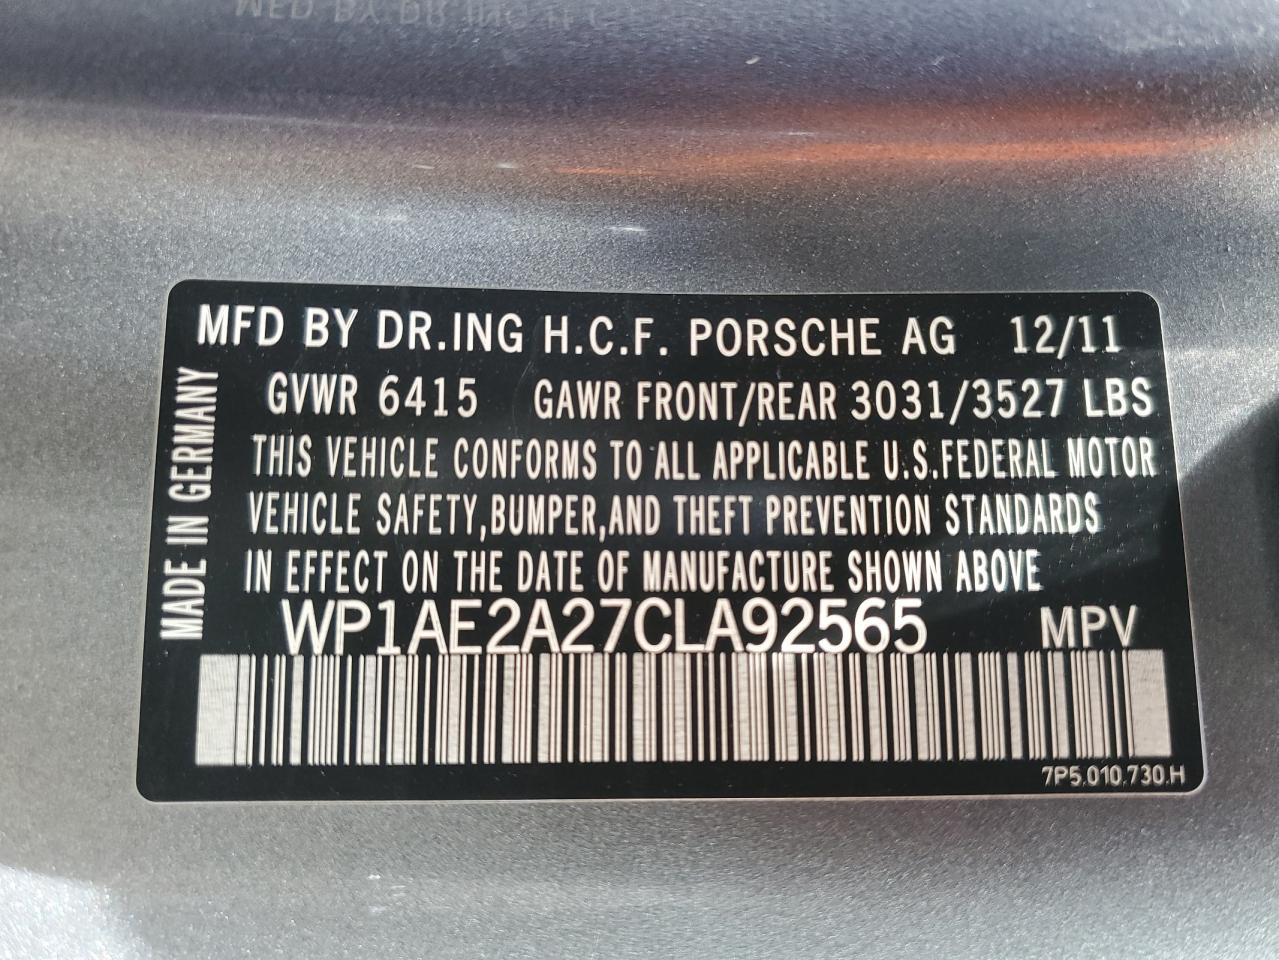 MFD BY DR.ING H.C.F. PORSCHE AG 12/11
GVWR 6415 GAWR FRONT/REAR 3031/3527 LBS
THIS VEHICLE CONFORMS TO ALL APPLICABLE U.S.FEDERAL MOTOR
VEHICLE SAFETY,BUMPER,AND THEFT PREVENTION STANDARDS
IN EFFECT ON THE DATE OF MANUFACTURE SHOWN ABOVE
WP1AE2A27CLA92565 MPV
7P5.010.730.H
MADE IN GERMANY